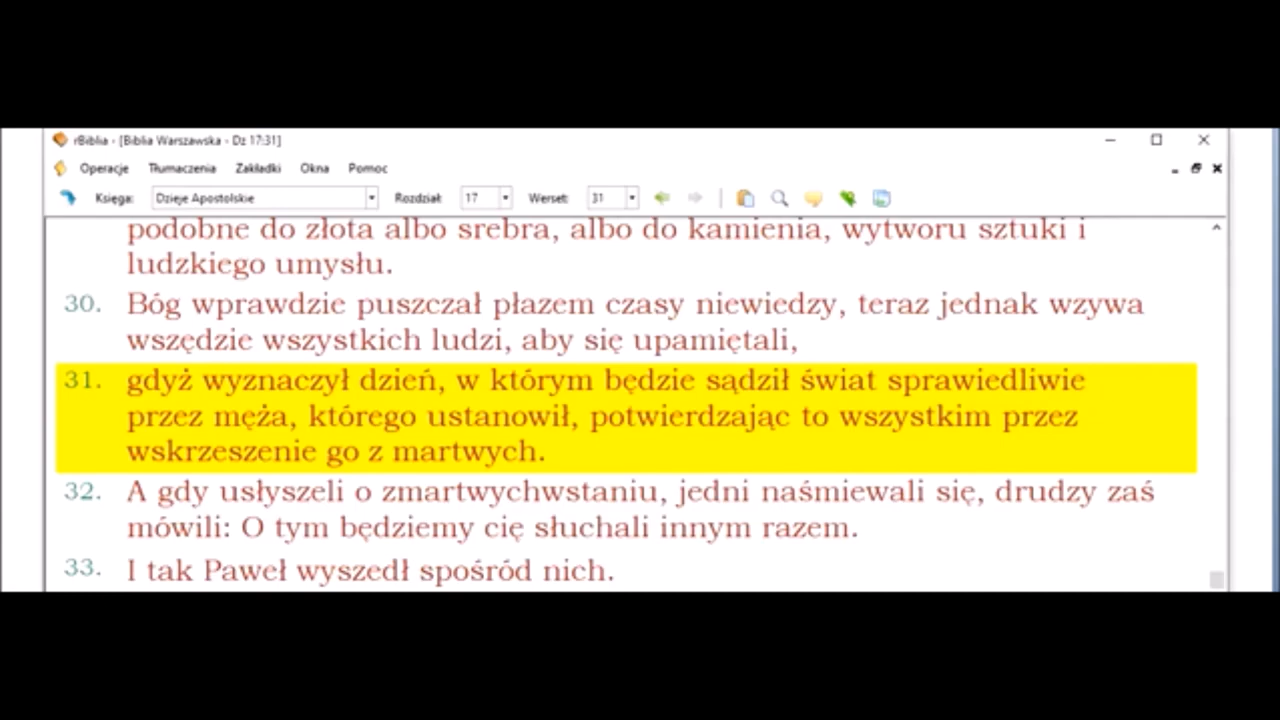 rBiblia - [Biblia Warszawska - Dz 17:31]
Operacje Tłumaczenia Zakładki Okna Pomoc
Księga: Dzieje Apostolskie Rozdział: 17 Werset: 31
podobne do złota albo srebra, albo do kamienia, wytworu sztuki i
ludzkiego umysłu.
30. Bóg wprawdzie puszczał płazem czasy niewiedzy, teraz jednak wzywa
wszędzie wszystkich ludzi, aby się upamiętali,
31. gdyż wyznaczył dzień, w którym będzie sądził świat sprawiedliwie
przez męża, którego ustanowił, potwierdzając to wszystkim przez
wskrzeszenie go z martwych.
32. A gdy usłyszeli o zmartwychwstaniu, jedni naśmiewali się, drudzy zaś
mówili: O tym będziemy cię słuchali innym razem.
33. I tak Paweł wyszedł spośród nich.